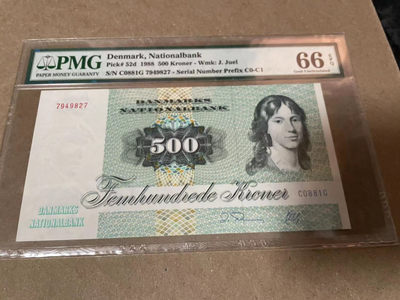 PMG
PAPER MONEY GUARANTY
Denmark, Nationalbank
Pick# 52d 1988 500 Kroner - Wmk: J. Juel
S/N C0881G 7949827 - Serial Number Prefix C0-C1
66 EPQ
Gem Uncirculated
7949827
DANMARKS
NATIONALBANK
500
Femhundrede Kroner
C0881G
DANMARKS
NATIONALBANK